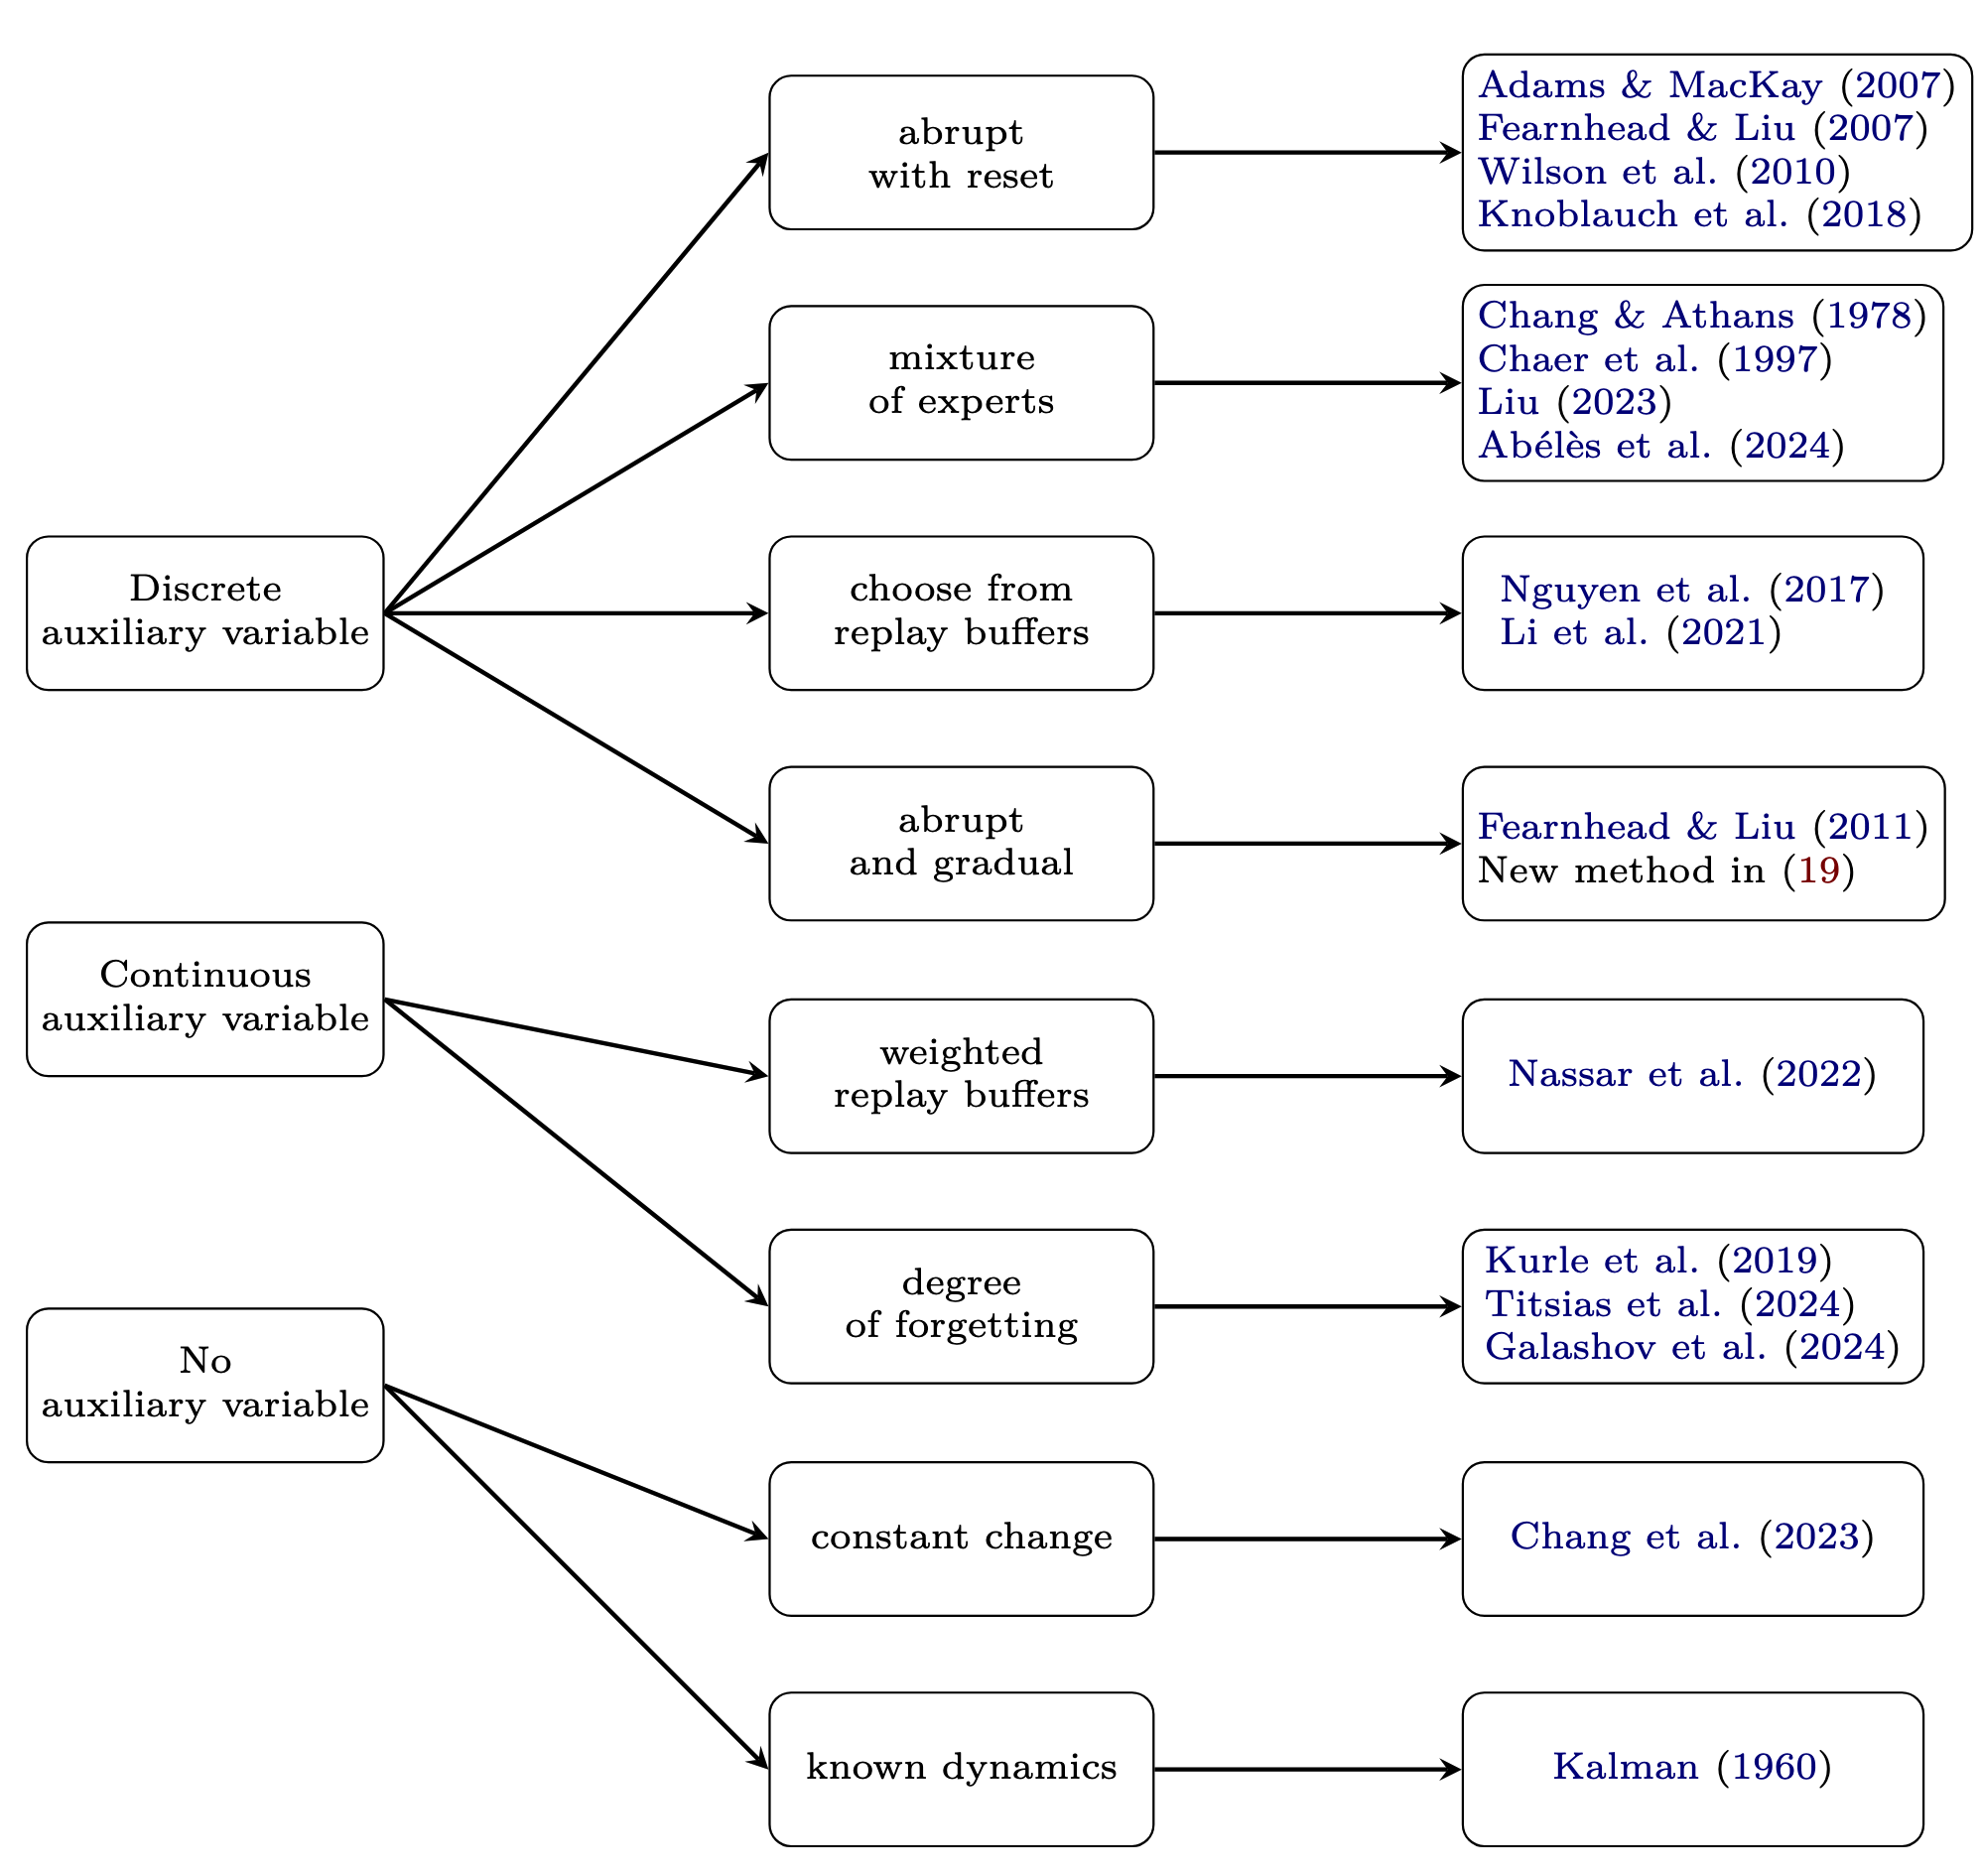 abrupt
with reset
Adams & MacKay (2007)
Fearnhead & Liu (2007)
Wilson et al. (2010)
Knoblauch et al. (2018)
mixture
of experts
Chang & Athans (1978)
Chaer et al. (1997)
Liu (2023)
Abélès et al. (2024)
Discrete
auxiliary variable
choose from
replay buffers
Nguyen et al. (2017)
Li et al. (2021)
abrupt
and gradual
Fearnhead & Liu (2011)
New method in (19)
Continuous
auxiliary variable
weighted
replay buffers
Nassar et al. (2022)
degree
of forgetting
Kurle et al. (2019)
Titsias et al. (2024)
Galashov et al. (2024)
No
auxiliary variable
constant change
Chang et al. (2023)
known dynamics
Kalman (1960)